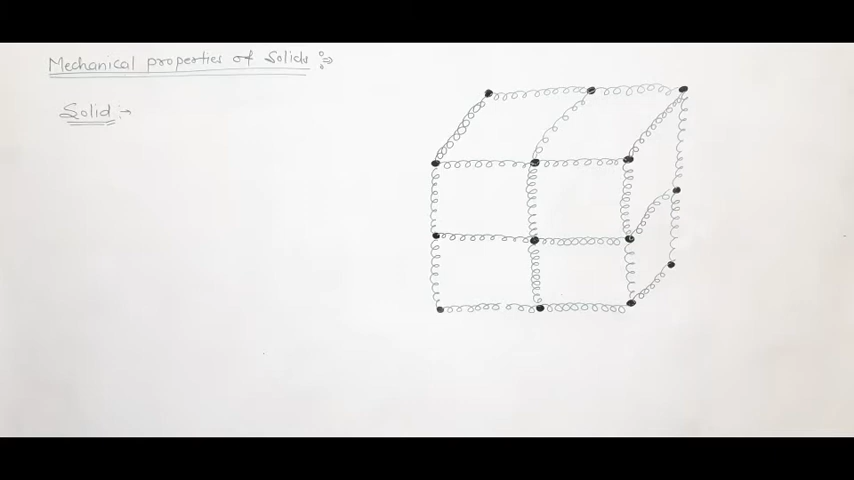 Mechanical properties of Solids :⇒
Solid :→